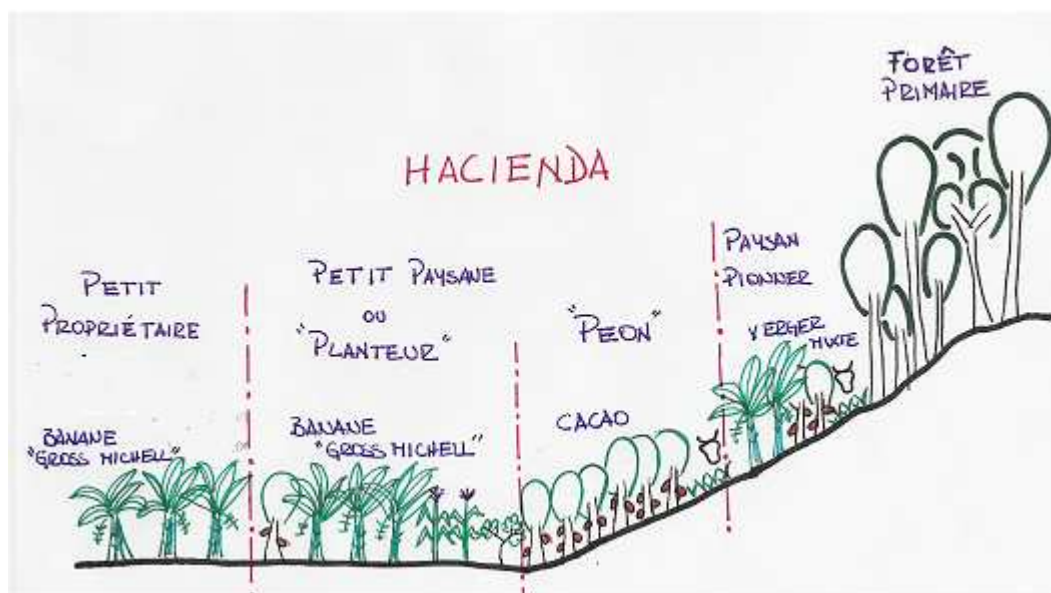 HACIENDA
FORÊT
PRIMAIRE
PETIT
PROPRIÉTAIRE
PETIT PAYSANE
OU
"PLANTEUR"
"PEON"
PAYSAN
PIONNER
VERGER
MIXTE
BANANE
"GROSS MICHELL"
BANANE
"GROSS MICHELL"
CACAO